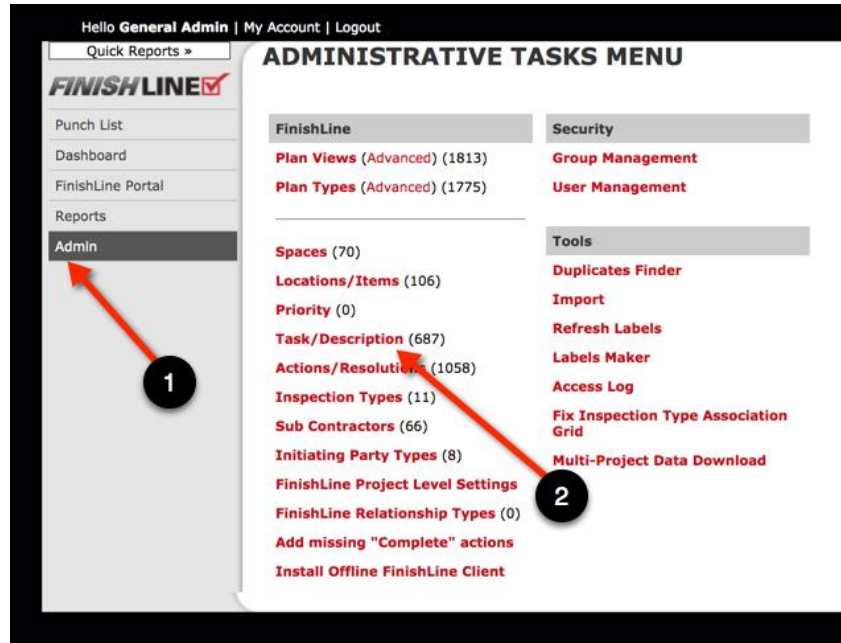 Hello General Admin | My Account | Logout
Quick Reports »
FINISHLINE
Punch List
Dashboard
FinishLine Portal
Reports
Admin
1
ADMINISTRATIVE TASKS MENU
FinishLine
Plan Views (Advanced) (1813)
Plan Types (Advanced) (1775)
Spaces (70)
Locations/Items (106)
Priority (0)
Task/Description (687)
Actions/Resolutions (1058)
Inspection Types (11)
Sub Contractors (66)
Initiating Party Types (8)
FinishLine Project Level Settings
FinishLine Relationship Types (0)
Add missing "Complete" actions
Install Offline FinishLine Client
Security
Group Management
User Management
Tools
Duplicates Finder
Import
Refresh Labels
Labels Maker
Access Log
Fix Inspection Type Association
Grid
Multi-Project Data Download
2